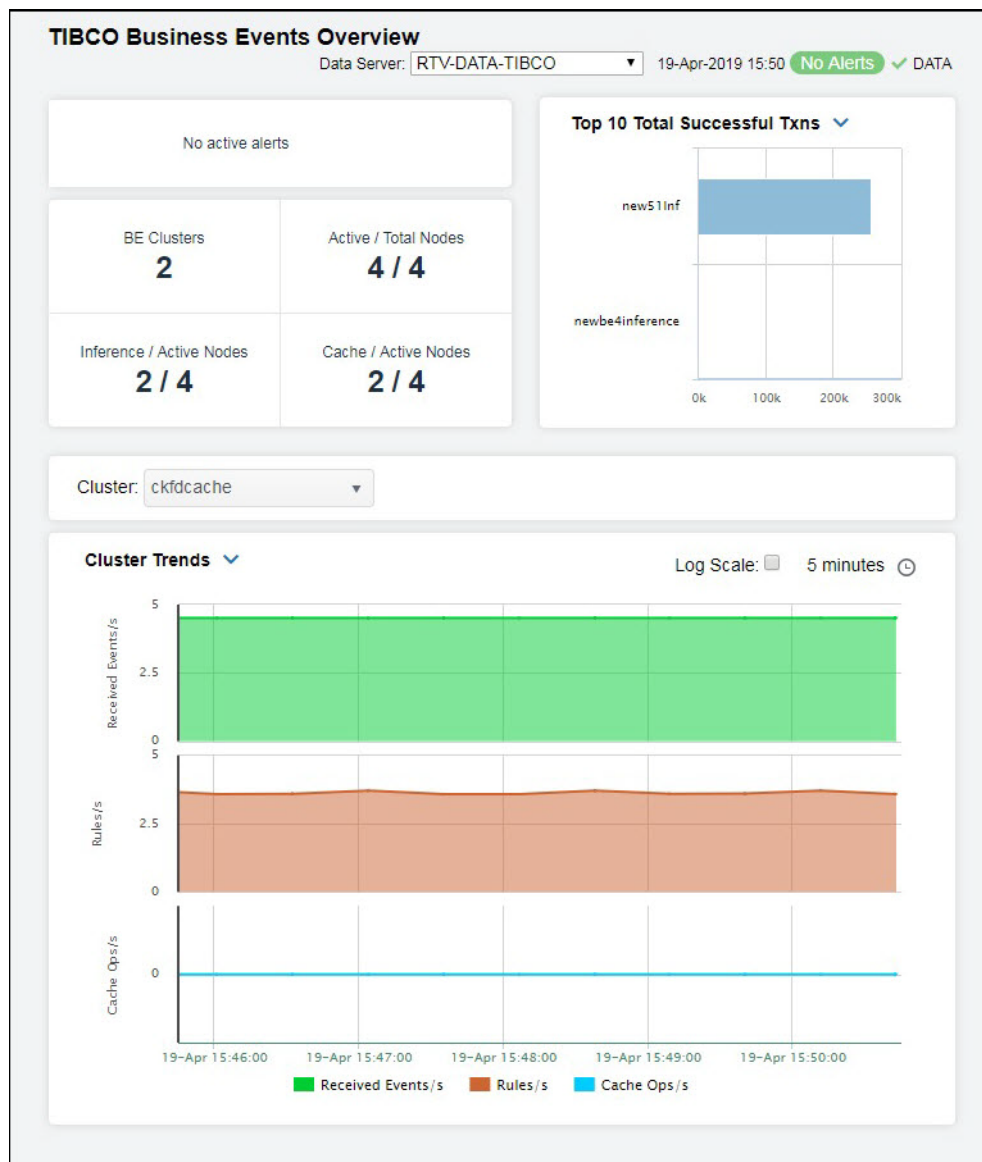 TIBCO Business Events Overview
Data Server: RTV-DATA-TIBCO 19-Apr-2019 15:50 No Alerts DATA
No active alerts
BE Clusters
2
Active / Total Nodes
4 / 4
Inference / Active Nodes
2 / 4
Cache / Active Nodes
2 / 4
Top 10 Total Successful Txns
new51Inf
newbe4inference
0k 100k 200k 300k
Cluster: ckfdcache
Cluster Trends
Log Scale: 5 minutes
Received Events/s
5
2.5
0
Rules/s
5
2.5
0
Cache Ops/s
0
19-Apr 15:46:00 19-Apr 15:47:00 19-Apr 15:48:00 19-Apr 15:49:00 19-Apr 15:50:00
Received Events/s Rules/s Cache Ops/s